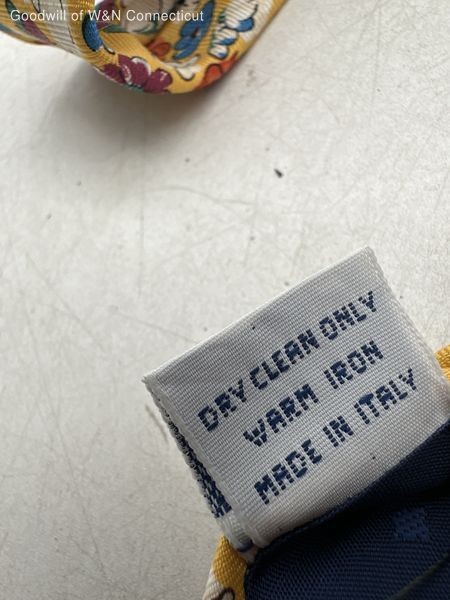 Goodwill of W&N Connecticut
DRY CLEAN ONLY
WARM IRON
MADE IN ITALY